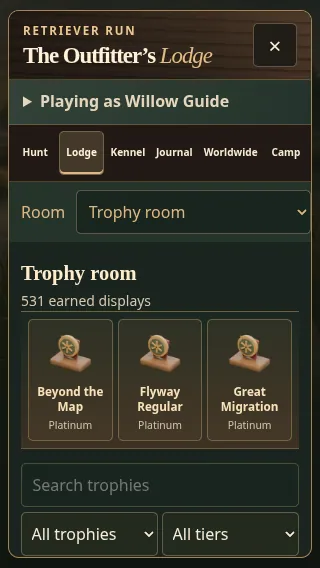 RETRIEVER RUN
The Outfitter’s Lodge
✕
▶ Playing as Willow Guide
Hunt Lodge Kennel Journal Worldwide Camp
Room Trophy room
Trophy room
531 earned displays
Beyond the Map
Platinum
Flyway Regular
Platinum
Great Migration
Platinum
Search trophies
All trophies All tiers